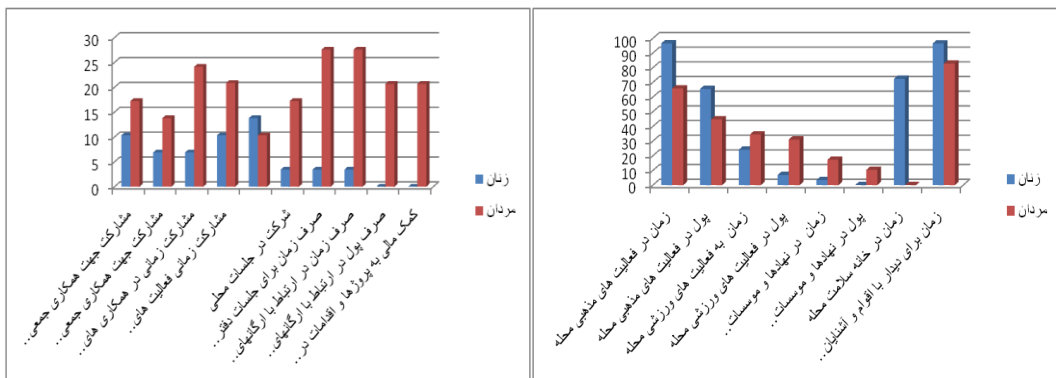 30
25
20
15
10
5
0
مشارکت جهت همکاری جمعی..
مشارکت جهت همکاری جمعی..
مشارکت زمانی در همکاری های..
مشارکت زمانی فعالیت های..
شرکت در جلسات محلی
صرف زمان برای جلسات دفتر..
صرف زمان در ارتباط با ارگانهای..
صرف پول در ارتباط با ارگانهای..
کمک مالی به پروژها و اقدامات در..
زنان
مردان
100
90
80
70
60
50
40
30
20
10
0
زمان در فعالیت های مذهبی محله
پول در فعالیت های مذهبی محله
زمان به فعالیت های ورزشی محله
پول در فعالیت های ورزشی محله
زمان در نهادها و موسسات..
پول در نهادها و موسسات..
زمان در خانه سلامت محله
زمان برای دیدار با اقوام و آشنایان..
زنان
مردان